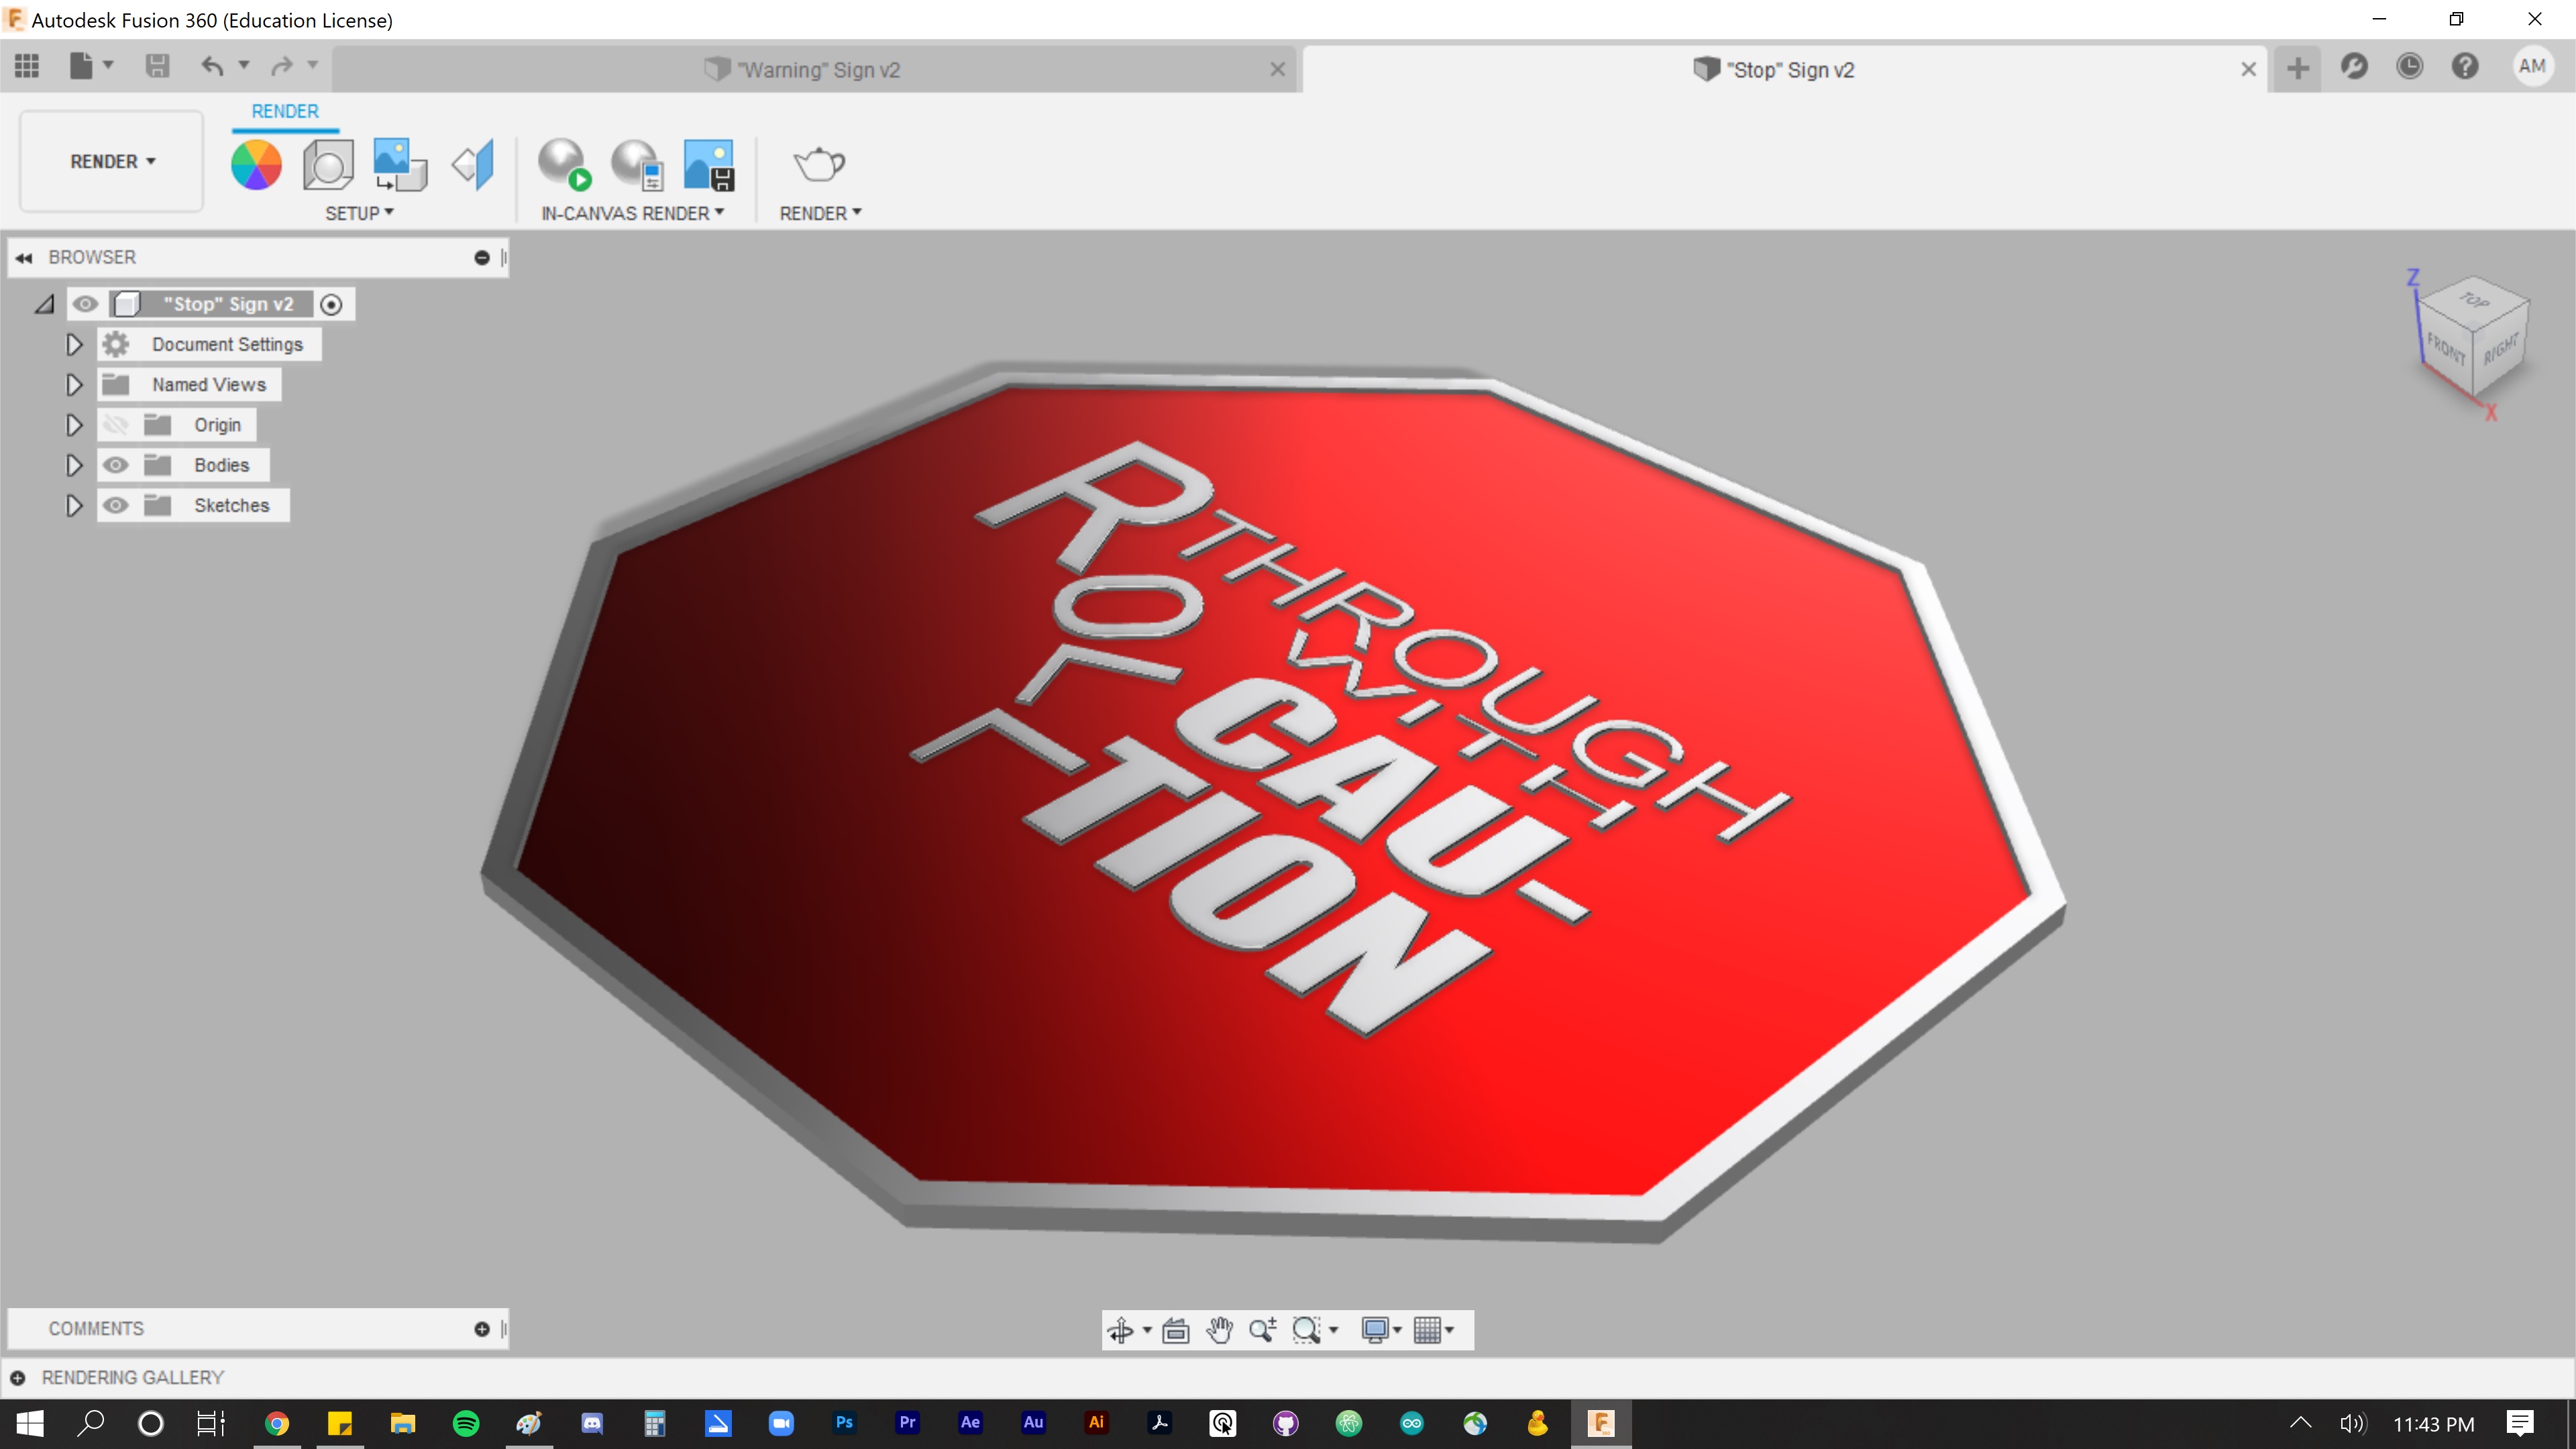 Autodesk Fusion 360 (Education License)
"Warning" Sign v2
"Stop" Sign v2
AM
RENDER
RENDER
SETUP
IN-CANVAS RENDER
RENDER
BROWSER
"Stop" Sign v2
Document Settings
Named Views
Origin
Bodies
Sketches
Z
TOP
FRONT
RIGHT
X
ROLL
THROUGH
WITH
CAU-
TION
COMMENTS
RENDERING GALLERY
Ps
Pr
Ae
Au
Ai
F
11:43 PM